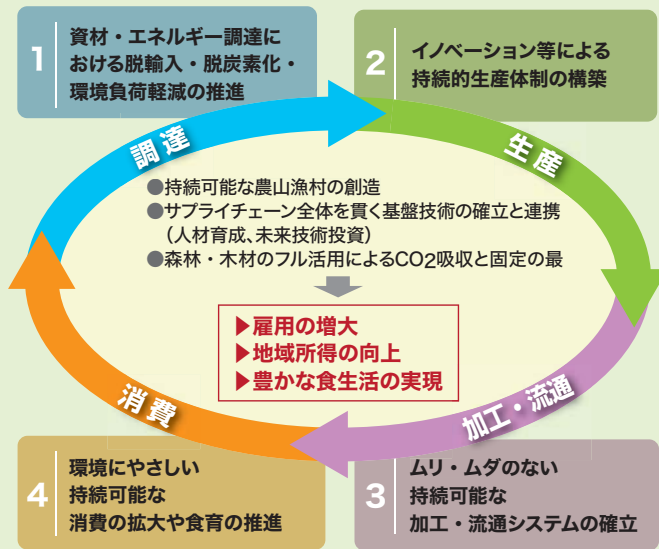 1
資材・エネルギー調達に
おける脱輸入・脱炭素化・
環境負荷軽減の推進
2
イノベーション等による
持続的生産体制の構築
調達
生産
●持続可能な農山漁村の創造
●サプライチェーン全体を貫く基盤技術の確立と連携
（人材育成、未来技術投資）
●森林・木材のフル活用によるCO2吸収と固定の最
▶雇用の増大
▶地域所得の向上
▶豊かな食生活の実現
消費
加工・流通
4
環境にやさしい
持続可能な
消費の拡大や食育の推進
3
ムリ・ムダのない
持続可能な
加工・流通システムの確立